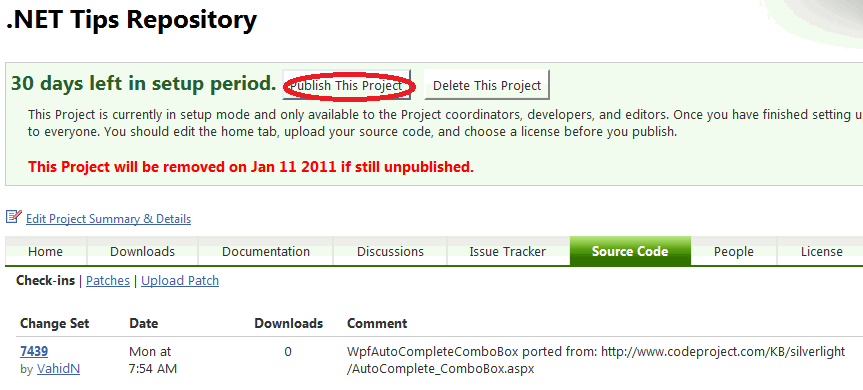 .NET Tips Repository
30 days left in setup period. Publish This Project Delete This Project
This Project is currently in setup mode and only available to the Project coordinators, developers, and editors. Once you have finished setting u
to everyone. You should edit the home tab, upload your source code, and choose a license before you publish.
This Project will be removed on Jan 11 2011 if still unpublished.
Edit Project Summary & Details
Home Downloads Documentation Discussions Issue Tracker Source Code People License
Check-ins | Patches | Upload Patch
Change Set Date Downloads Comment
7439 Mon at 0 WpfAutoCompleteComboBox ported from: http://www.codeproject.com/KB/silverlight
by VahidN 7:54 AM /AutoComplete_ComboBox.aspx